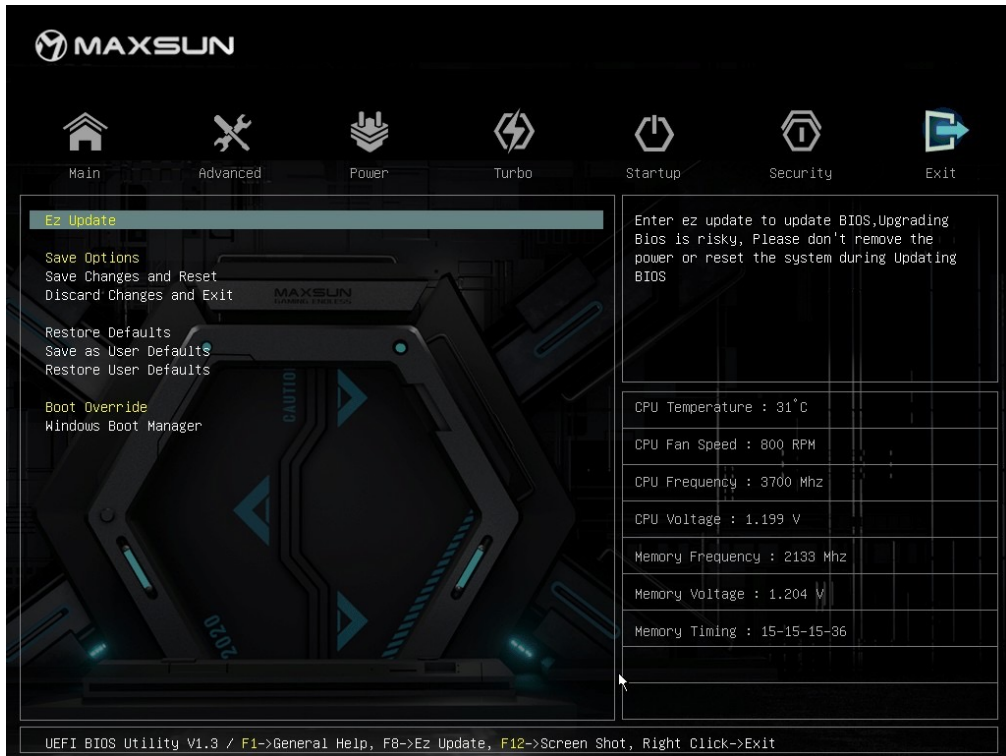 MAXSUN
Main Advanced Power Turbo Startup Security Exit
Ez Update
Save Options
Save Changes and Reset
Discard Changes and Exit
Restore Defaults
Save as User Defaults
Restore User Defaults
Boot Override
Windows Boot Manager
MAXSUN
GAMING ENDLESS
CAUTIO
2020
Enter ez update to update BIOS,Upgrading
Bios is risky, Please don't remove the
power or reset the system during Updating
BIOS
CPU Temperature : 31°C
CPU Fan Speed : 800 RPM
CPU Frequency : 3700 Mhz
CPU Voltage : 1.199 V
Memory Frequency : 2133 Mhz
Memory Voltage : 1.204 V
Memory Timing : 15-15-15-36
UEFI BIOS Utility V1.3 / F1->General Help, F8->Ez Update, F12->Screen Shot, Right Click->Exit